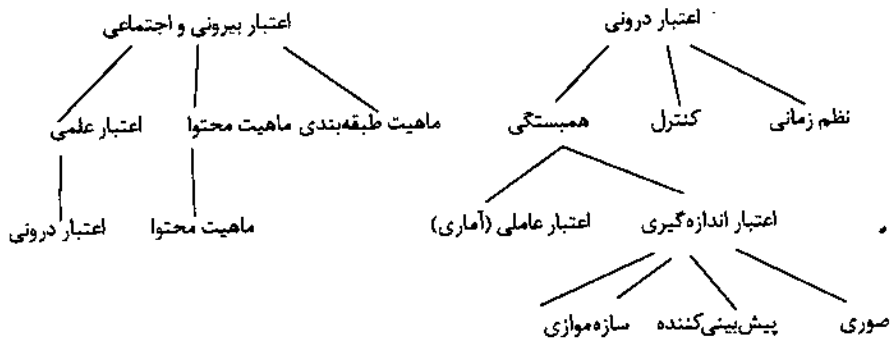 اعتبار درونی
اعتبار بیرونی و اجتماعی
نظم زمانی
کنترل
همبستگی
ماهیت طبقه‌بندی
ماهیت محتوا
اعتبار علمی
اعتبار اندازه‌گیری
اعتبار عاملی (آماری)
ماهیت محتوا
اعتبار درونی
صوری
پیش‌بینی‌کننده
سازه‌موازی